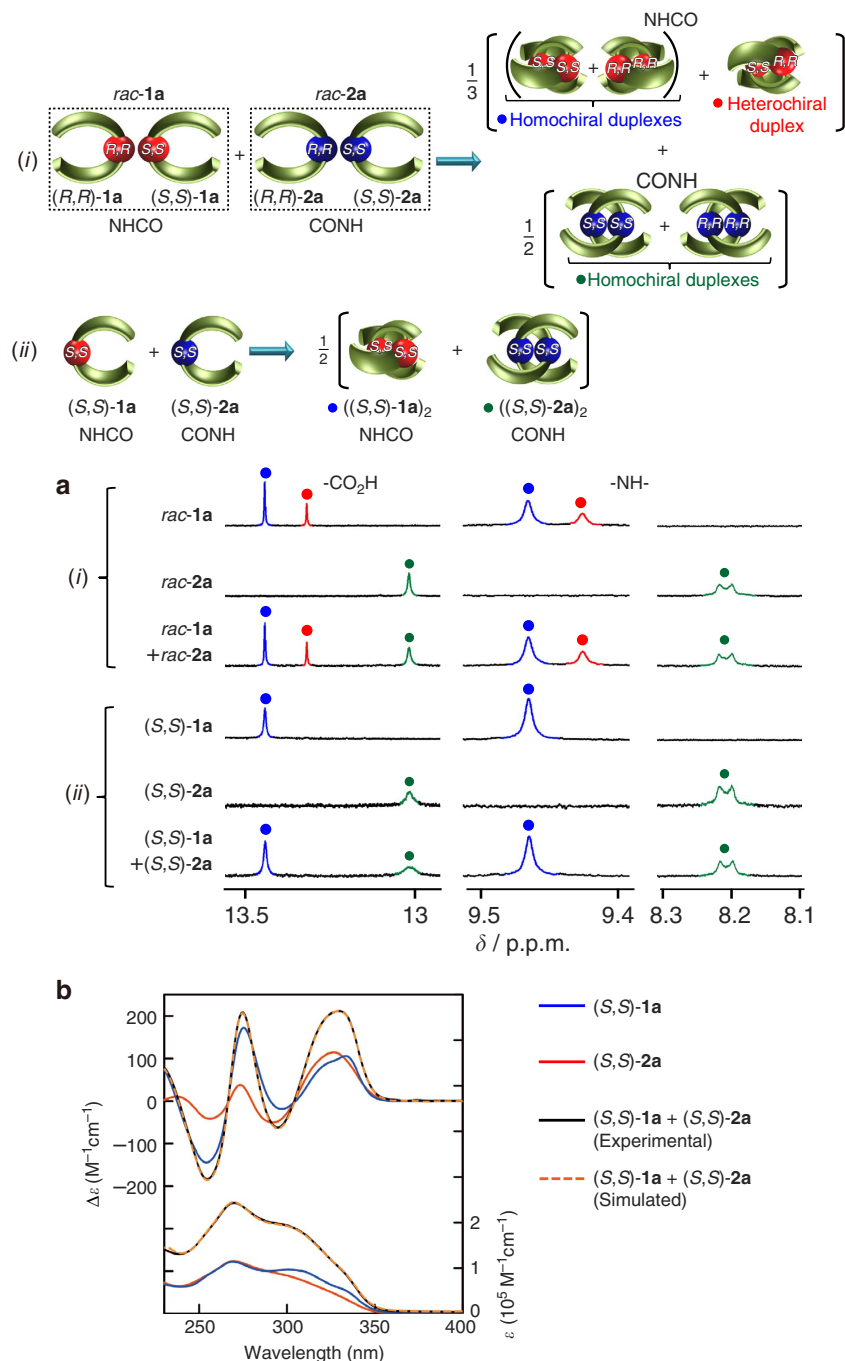 NHCO
rac-1a
rac-2a
1/3
S,S S,S + R,R R,R
+
S,S R,R
Homochiral duplexes
Heterochiral duplex
(i)
R,R S,S
+
R,R S,S
(R,R)-1a (S,S)-1a
(R,R)-2a (S,S)-2a
NHCO
CONH
+
CONH
1/2
S,S S,S + R,R R,R
Homochiral duplexes
(ii)
S,S + S,S
1/2
S,S S,S + S,S S,S
(S,S)-1a
(S,S)-2a
((S,S)-1a)₂
((S,S)-2a)₂
NHCO
CONH
NHCO
CONH
a
-CO₂H
-NH-
(i)
rac-1a
rac-2a
rac-1a
+rac-2a
(ii)
(S,S)-1a
(S,S)-2a
(S,S)-1a
+(S,S)-2a
13.5 13 9.5 9.4 8.3 8.2 8.1
δ / p.p.m.
b
200
100
0
−100
−200
Δε (M⁻¹cm⁻¹)
2
1
0
ε (10⁵ M⁻¹cm⁻¹)
250 300 350 400
Wavelength (nm)
(S,S)-1a
(S,S)-2a
(S,S)-1a + (S,S)-2a
(Experimental)
(S,S)-1a + (S,S)-2a
(Simulated)